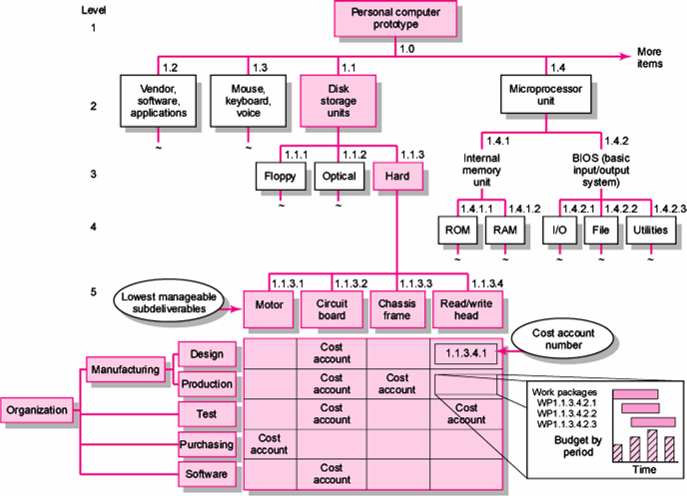 Level
Personal computer
prototype
1
1.0
More
items
1.2
1.3
1.1
1.4
2
Vendor,
software,
applications
Mouse,
keyboard,
voice
Disk
storage
units
Microprocessor
unit
~
~
1.4.1
1.4.2
1.1.1
1.1.2
1.1.3
3
Floppy
Optical
Hard
Internal
memory
unit
BIOS (basic
input/output
system)
~
~
1.4.1.1
1.4.1.2
1.4.2.1
1.4.2.2
1.4.2.3
4
ROM
RAM
I/O
File
Utilities
~
~
~
~
~
5
1.1.3.1
1.1.3.2
1.1.3.3
1.1.3.4
Lowest manageable
subdeliverables
Motor
Circuit
board
Chassis
frame
Read/write
head
Cost account
number
Organization
Manufacturing
Design
Cost
account
1.1.3.4.1
Production
Cost
account
Cost
account
Test
Cost
account
Cost
account
Purchasing
Cost
account
Software
Cost
account
Work packages
WP1.1.3.4.2.1
WP1.1.3.4.2.2
WP1.1.3.4.2.3
Budget by
period
Time